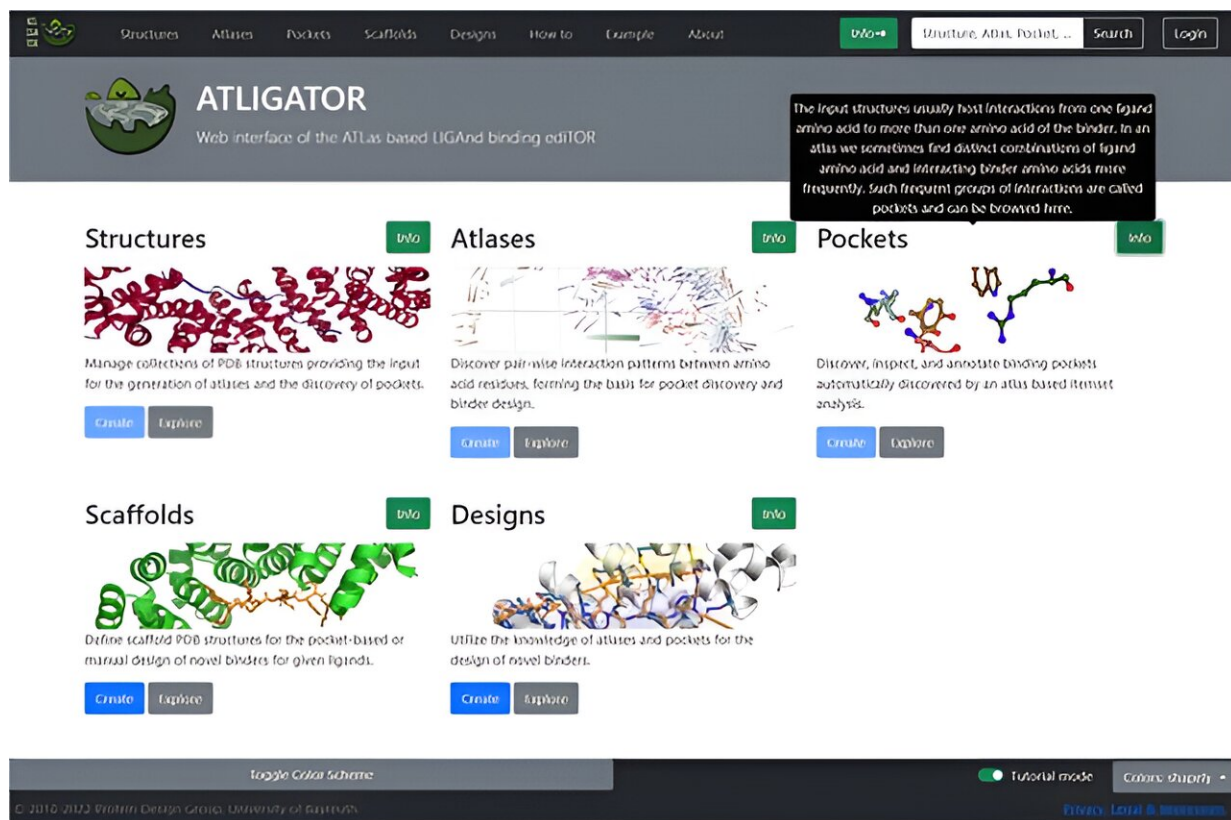 Structures Atlases Pockets Scaffolds Designs How to Example About Info Structure, Atlas, Pocket, ... Search Login
ATLIGATOR
Web interface of the ATLas based LIGAnd binding ediTOR
The input structures usually host interactions from one ligand
amino acid to more than one amino acid of the binder. In an
atlas we sometimes find distinct combinations of ligand
amino acid and interacting binder amino acids more
frequently. Such frequent groups of interactions are called
pockets and can be browsed here.
Structures Info
Manage collections of PDB structures providing the input
for the generation of atlases and the discovery of pockets.
Create Explore
Atlases Info
Discover pair-wise interaction patterns between amino
acid residues, forming the basis for pocket discovery and
binder design.
Create Explore
Pockets Info
Discover, inspect, and annotate binding pockets
automatically discovered by an atlas based itemset
analysis.
Create Explore
Scaffolds Info
Define scaffold PDB structures for the pocket-based or
manual design of novel binders for given ligands.
Create Explore
Designs Info
Utilize the knowledge of atlases and pockets for the
design of novel binders.
Create Explore
Toggle Color Scheme Tutorial mode Colors: shapely
Protein Design Group, University of Bayreuth. Privacy, Legal &